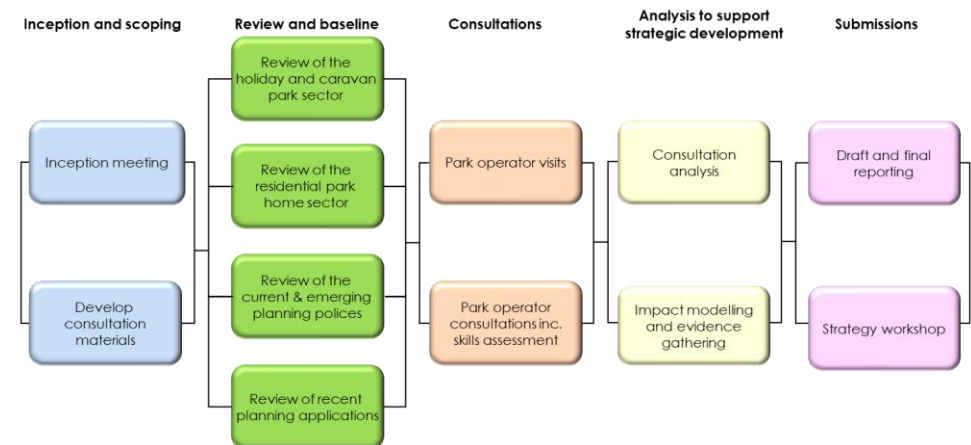 Inception and scoping
Review and baseline
Consultations
Analysis to support
strategic development
Submissions
Inception meeting
Develop
consultation
materials
Review of the
holiday and caravan
park sector
Review of the
residential park
home sector
Review of the
current & emerging
planning polices
Review of recent
planning applications
Park operator visits
Park operator
consultations inc.
skills assessment
Consultation
analysis
Impact modelling
and evidence
gathering
Draft and final
reporting
Strategy workshop